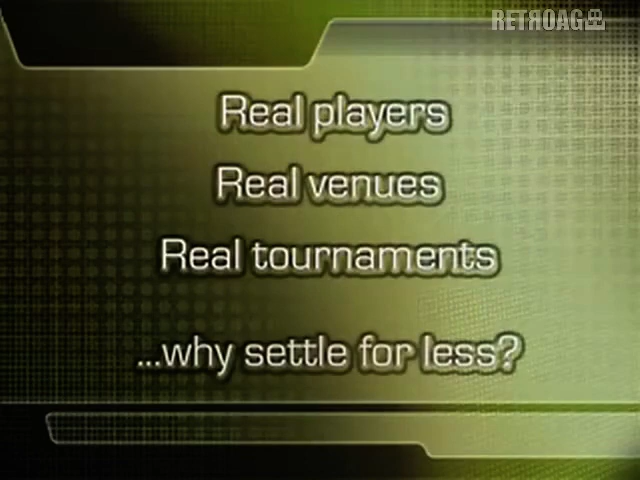 RETROAGE
Real players
Real venues
Real tournaments
...why settle for less?